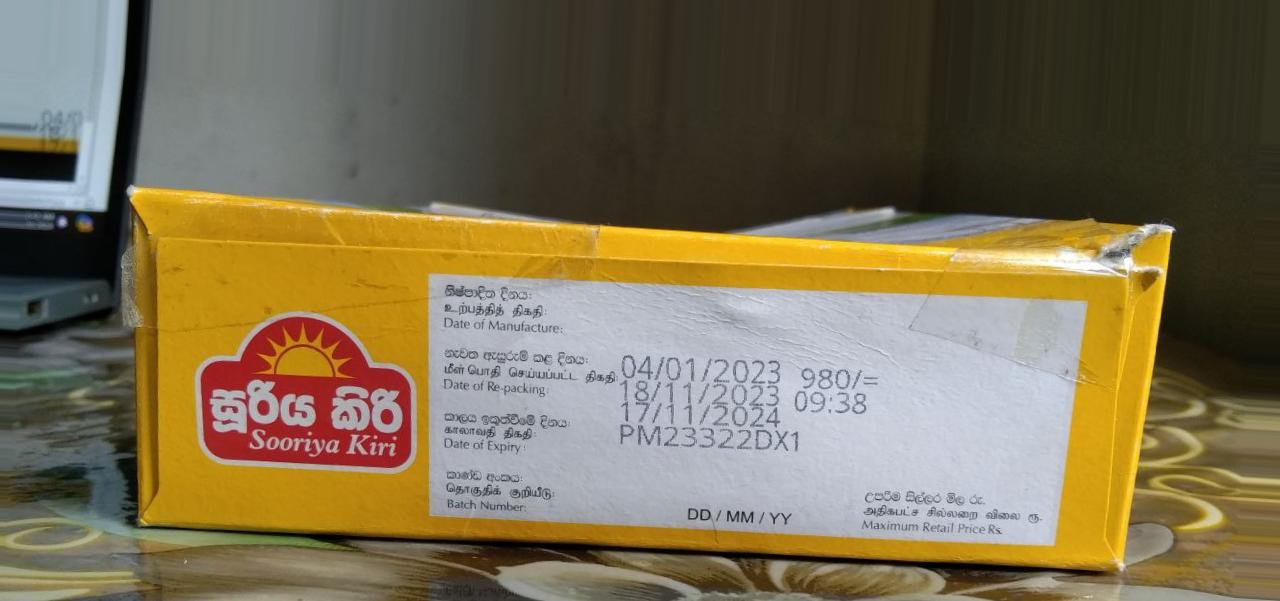 සූරිය කිරි
Sooriya Kiri
නිෂ්පාදිත දිනය:
உற்பத்தித் திகதி:
Date of Manufacture:
නැවත ඇසුරුම් කළ දිනය:
மீள் பொதி செய்யப்பட்ட திகதி:
Date of Re-packing:
කාලය ඉකුත්වීමේ දිනය:
காலாவதி திகதி:
Date of Expiry:
කාණ්ඩ අංකය:
தொகுதிக் குறியீடு:
Batch Number:
04/01/2023 980/=
18/11/2023 09:38
17/11/2024
PM23322DX1
DD / MM / YY
උපරිම සිල්ලර මිල රු.
அதிகபட்ச சில்லறை விலை ரூ.
Maximum Retail Price Rs.